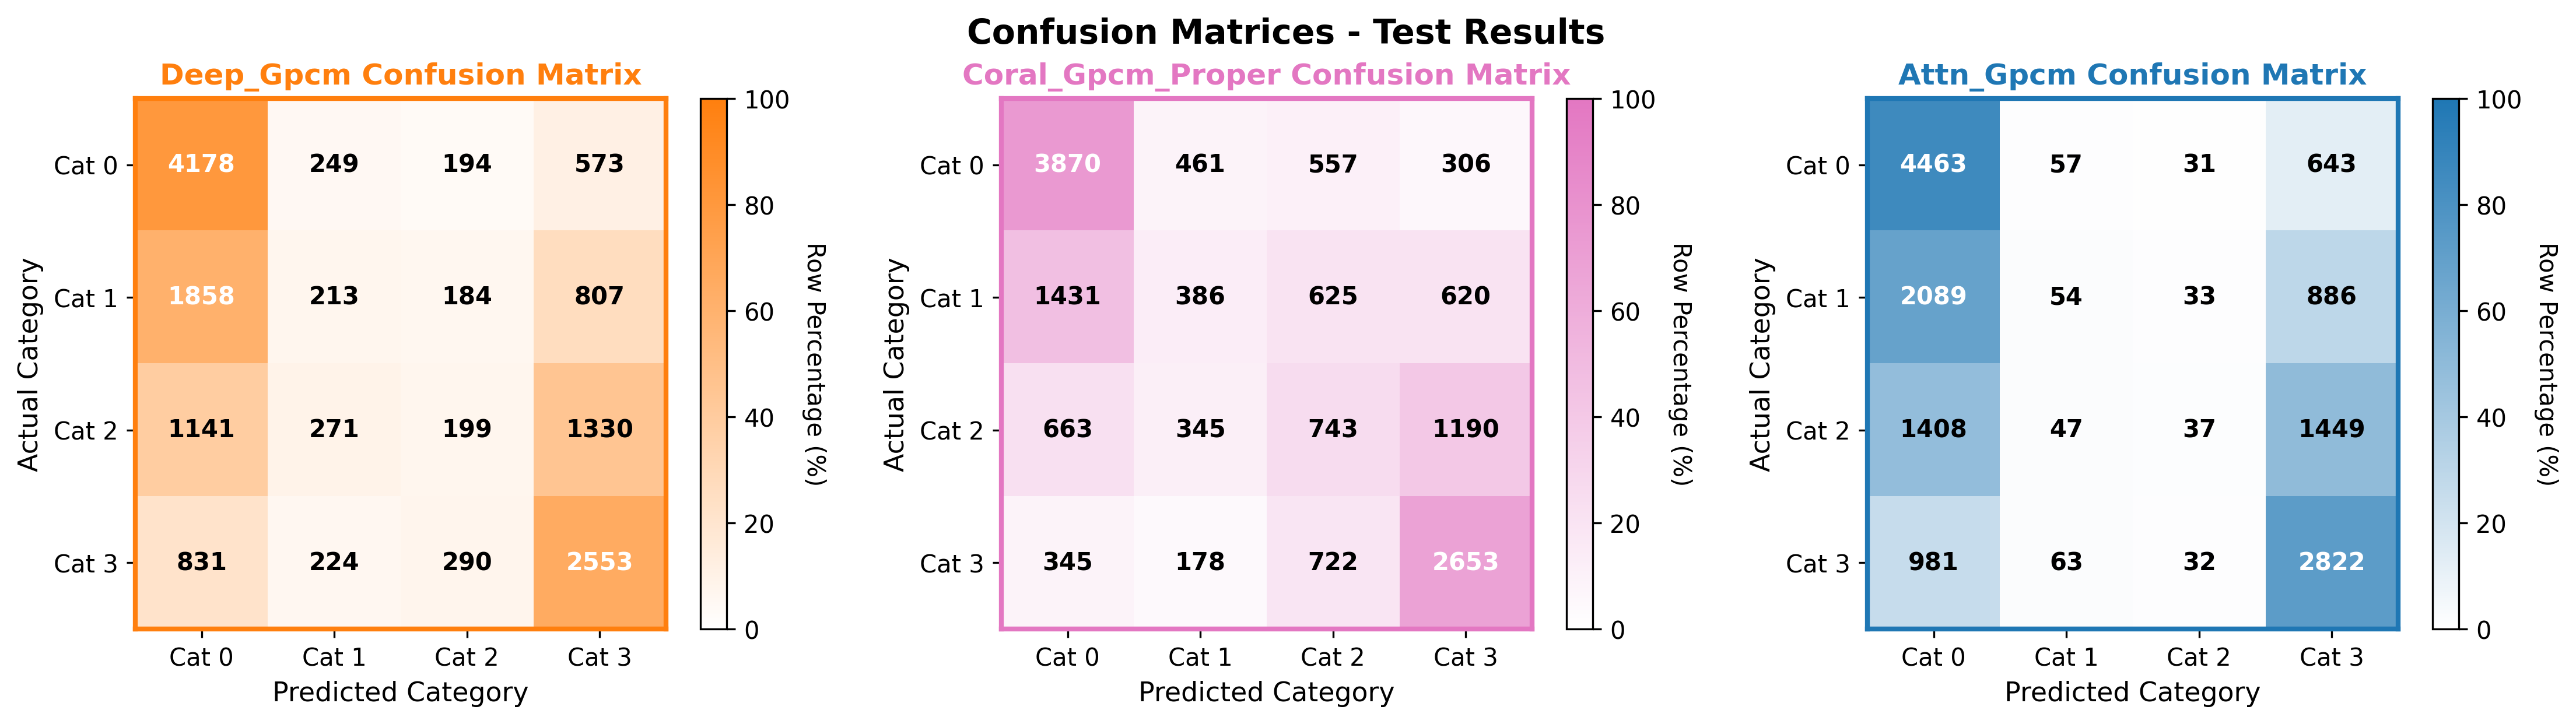 Confusion Matrices - Test Results
Deep_Gpcm Confusion Matrix
Actual Category
Cat 0 4178 249 194 573
Cat 1 1858 213 184 807
Cat 2 1141 271 199 1330
Cat 3 831 224 290 2553
Cat 0 Cat 1 Cat 2 Cat 3
Predicted Category
100
80
60
40
20
0
Row Percentage (%)
Coral_Gpcm_Proper Confusion Matrix
Actual Category
Cat 0 3870 461 557 306
Cat 1 1431 386 625 620
Cat 2 663 345 743 1190
Cat 3 345 178 722 2653
Cat 0 Cat 1 Cat 2 Cat 3
Predicted Category
100
80
60
40
20
0
Row Percentage (%)
Attn_Gpcm Confusion Matrix
Actual Category
Cat 0 4463 57 31 643
Cat 1 2089 54 33 886
Cat 2 1408 47 37 1449
Cat 3 981 63 32 2822
Cat 0 Cat 1 Cat 2 Cat 3
Predicted Category
100
80
60
40
20
0
Row Percentage (%)